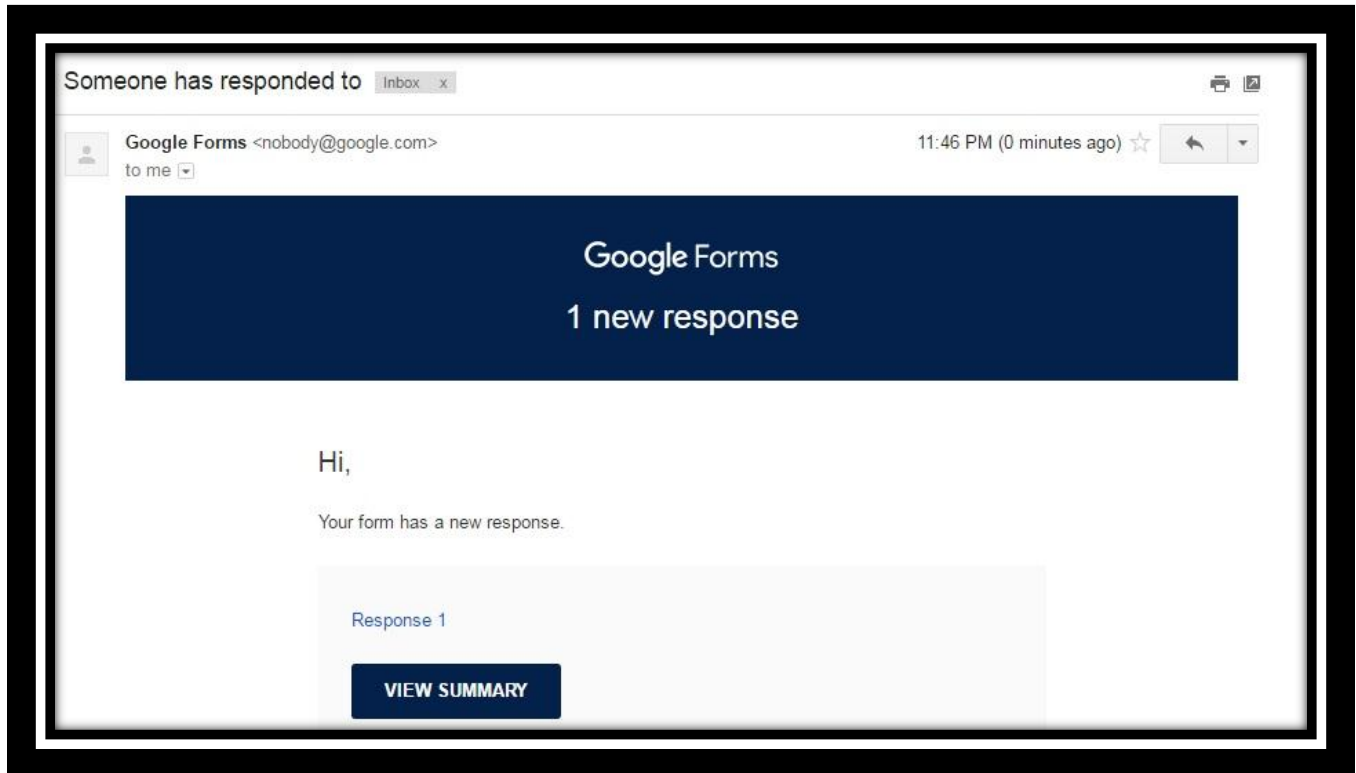 Someone has responded to Inbox x
Google Forms <nobody@google.com> 11:46 PM (0 minutes ago)
to me
Google Forms
1 new response
Hi,
Your form has a new response.
Response 1
VIEW SUMMARY